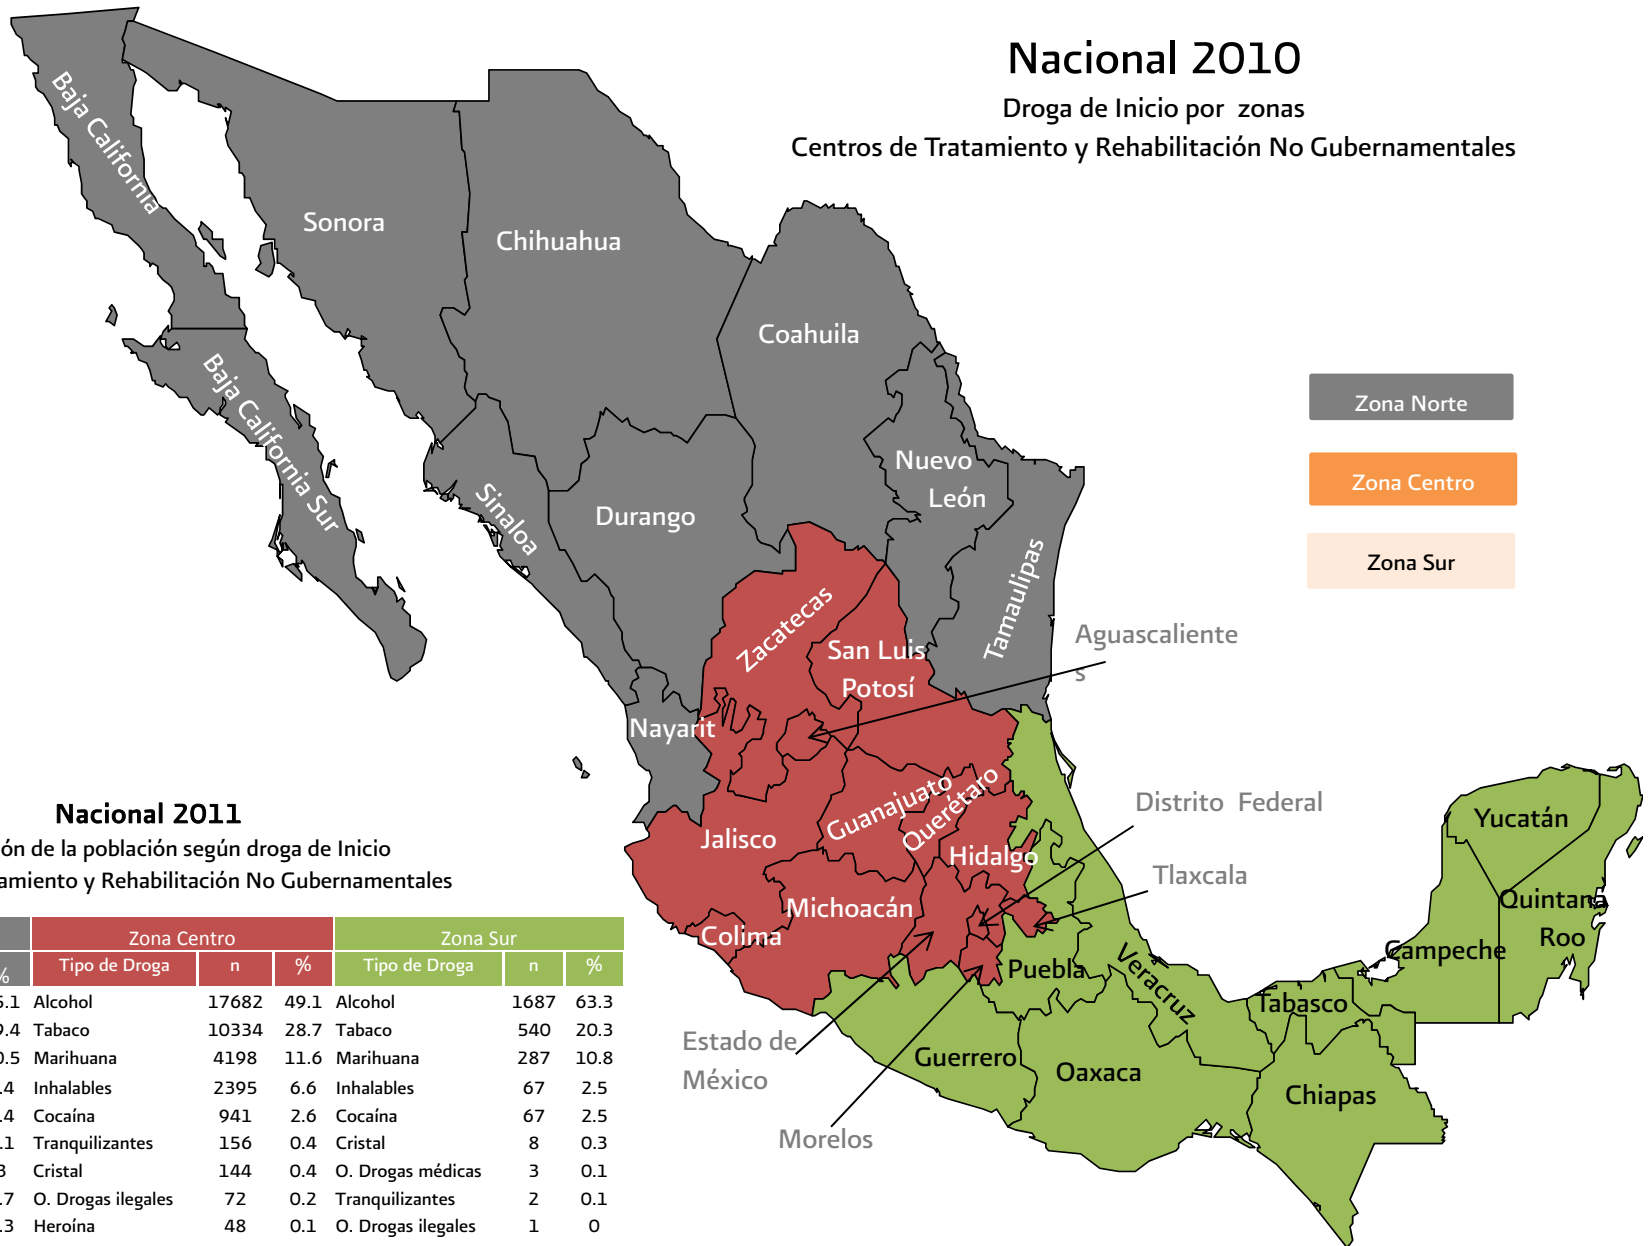 Nacional 2010
Droga de Inicio por zonas
Centros de Tratamiento y Rehabilitación No Gubernamentales
Baja California
Sonora
Chihuahua
Coahuila
Baja California Sur
Zona Norte
Nuevo
León
Zona Centro
Sinaloa
Durango
Zona Sur
Tamaulipas
Zacatecas
San Luis
Potosí
Aguascaliente
s
Nayarit
Guanajuato
Querétaro
Distrito Federal
Jalisco
Hidalgo
Yucatán
Tlaxcala
Michoacán
Quintana
Roo
Colima
Campeche
Puebla
Veracruz
Tabasco
Estado de
México
Guerrero
Oaxaca
Chiapas
Morelos
Nacional 2011
ón de la población según droga de Inicio
amiento y Rehabilitación No Gubernamentales
Zona Centro Zona Sur
% Tipo de Droga n % Tipo de Droga n %
.1 Alcohol 17682 49.1 Alcohol 1687 63.3
.4 Tabaco 10334 28.7 Tabaco 540 20.3
.5 Marihuana 4198 11.6 Marihuana 287 10.8
.4 Inhalables 2395 6.6 Inhalables 67 2.5
.4 Cocaína 941 2.6 Cocaína 67 2.5
.1 Tranquilizantes 156 0.4 Cristal 8 0.3
Cristal 144 0.4 O. Drogas médicas 3 0.1
.7 O. Drogas ilegales 72 0.2 Tranquilizantes 2 0.1
.3 Heroína 48 0.1 O. Drogas ilegales 1 0